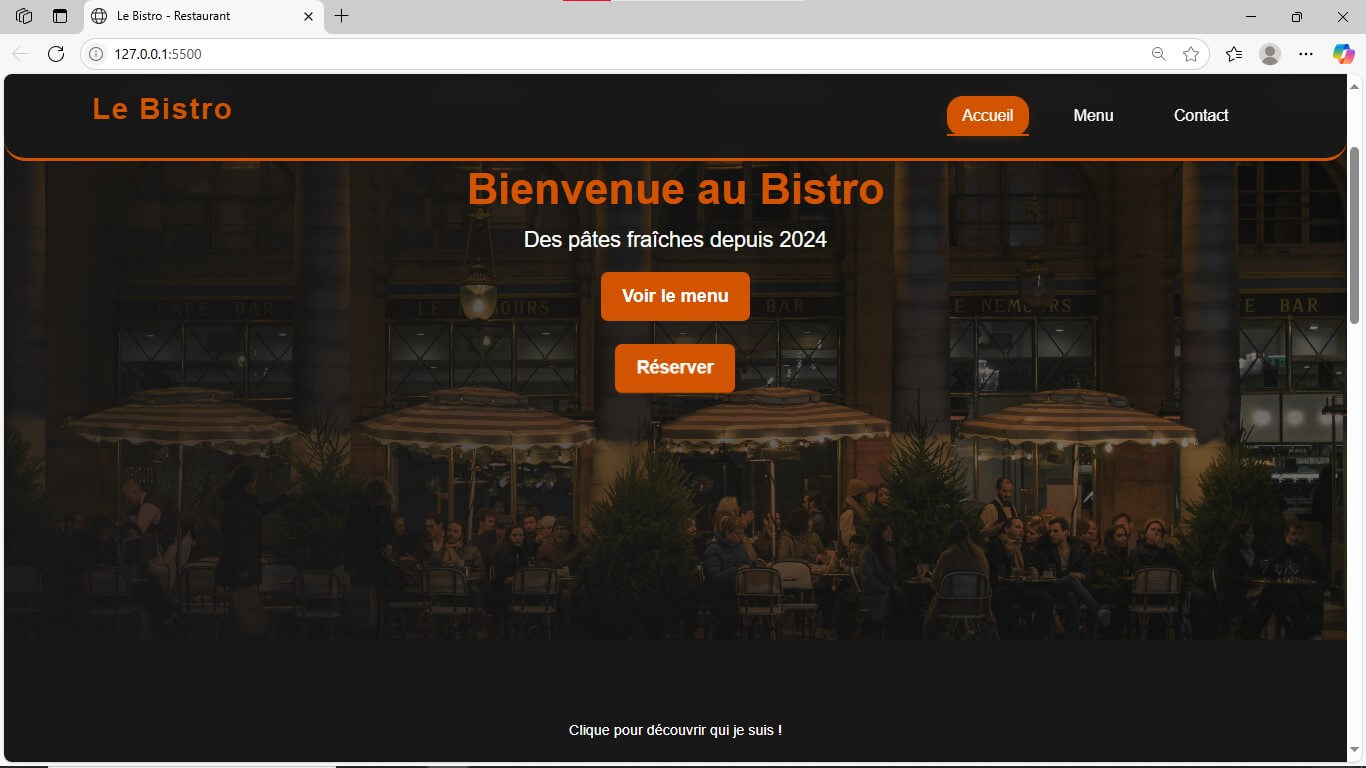 Le Bistro - Restaurant
127.0.0.1:5500
Le Bistro
Accueil Menu Contact
Bienvenue au Bistro
Des pâtes fraîches depuis 2024
Voir le menu
CAFE BAR LE NEMOURS BAR LE NEMOURS CAFE BAR
Réserver
Clique pour découvrir qui je suis !